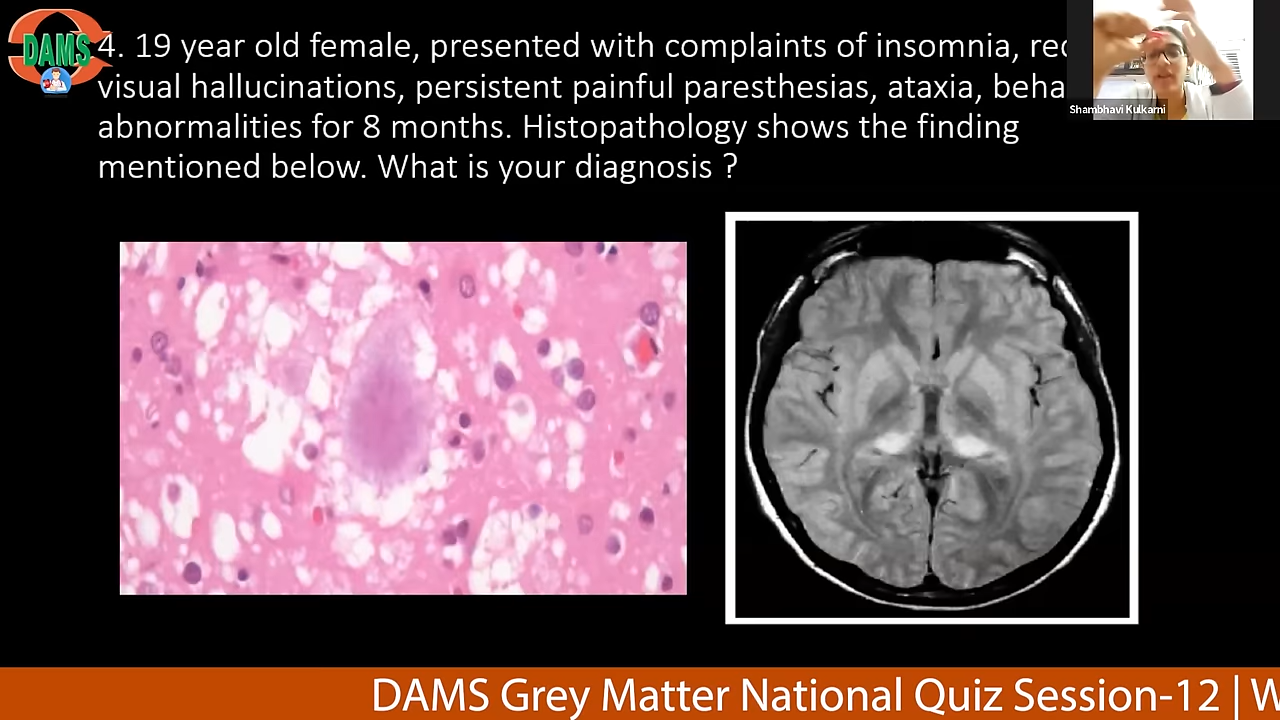 DAMS
4. 19 year old female, presented with complaints of insomnia,
visual hallucinations, persistent painful paresthesias, ataxia,
abnormalities for 8 months. Histopathology shows the finding
mentioned below. What is your diagnosis ?
Shambhavi Kulkarni
DAMS Grey Matter National Quiz Session-12 |